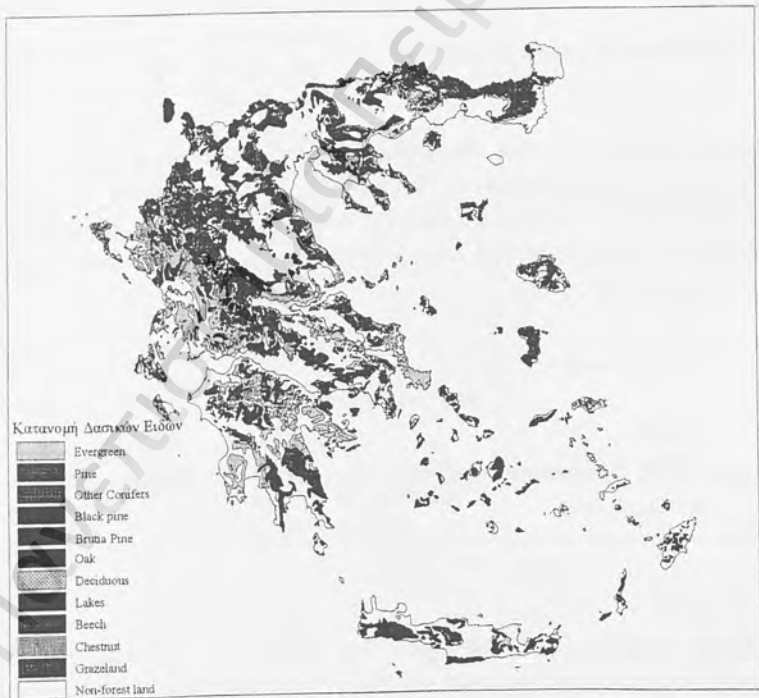 Κατανομή Δασικών Ειδών
Evergreen
Pine
Other Conifers
Black pine
Brutia Pine
Oak
Deciduous
Lakes
Beech
Chestnut
Grazeland
Non-forest land